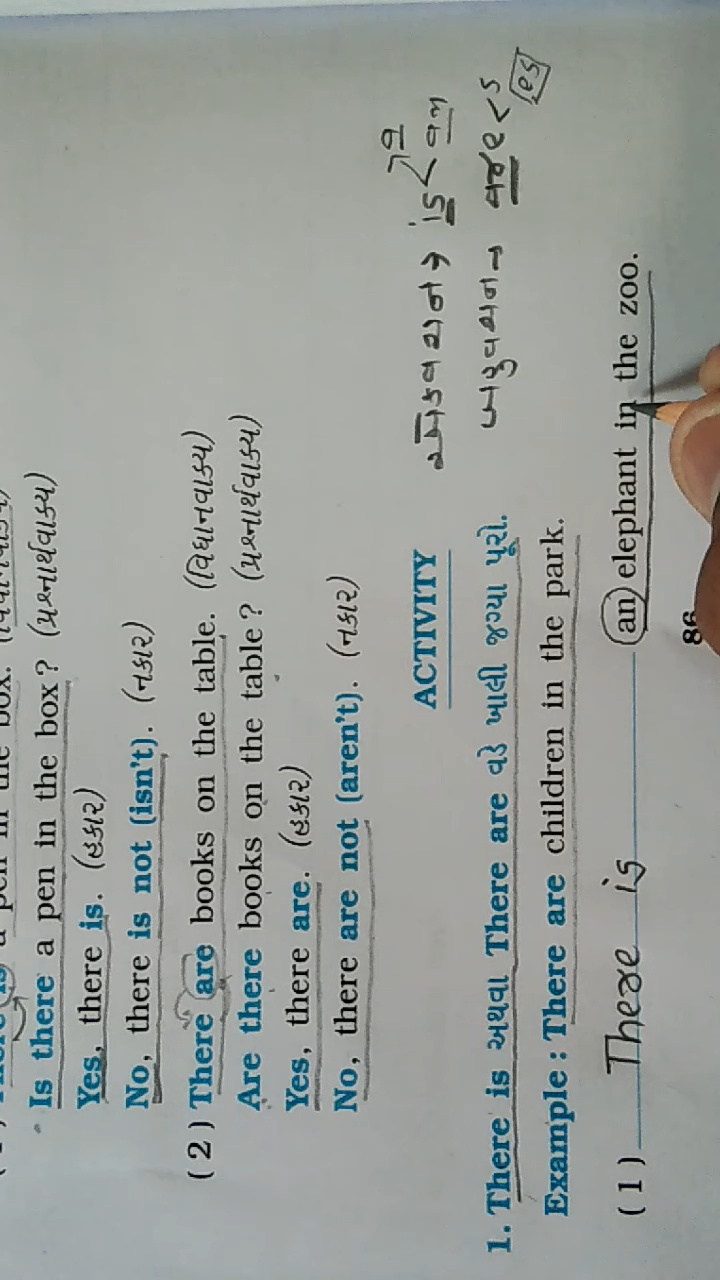 Is there a pen in the box? (પ્રશ્નાર્થવાક્ય)
Yes, there is. (હકાર)
No, there is not (isn't). (નકાર)
(2) There are books on the table. (વિધાનવાક્ય)
Are there books on the table? (પ્રશ્નાર્થવાક્ય)
Yes, there are. (હકાર)
No, there are not (aren't). (નકાર)
ACTIVITY
એકવચન →
બહુવચન →
1. There is અથવા There are વડે ખાલી જગ્યા પૂરો.
Example : There are children in the park.
(1) There is an elephant in the zoo.
86